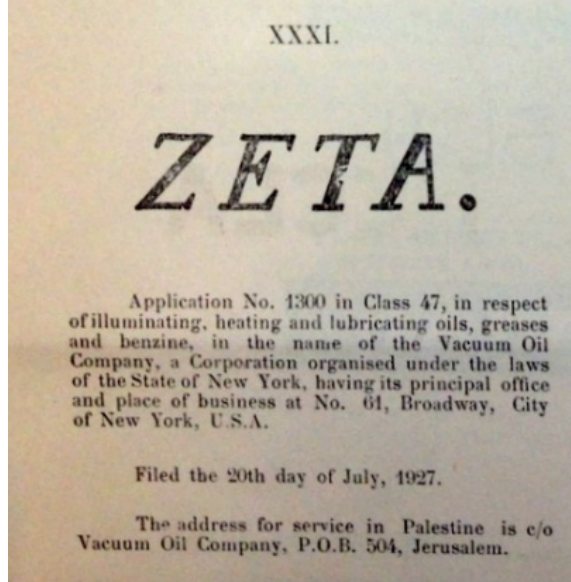 XXXI.
ZETA.
Application No. 1300 in Class 47, in respect
of illuminating, heating and lubricating oils, greases
and benzine, in the name of the Vacuum Oil
Company, a Corporation organised under the laws
of the State of New York, having its principal office
and place of business at No. 61, Broadway, City
of New York, U.S.A.
Filed the 20th day of July, 1927.
The address for service in Palestine is c/o
Vacuum Oil Company, P.O.B. 504, Jerusalem.